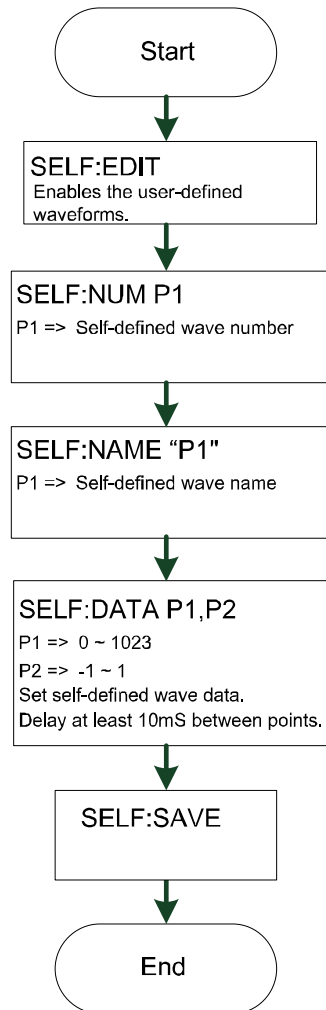 Start
SELF:EDIT
Enables the user-defined
waveforms.
SELF:NUM P1
P1 => Self-defined wave number
SELF:NAME “P1"
P1 => Self-defined wave name
SELF:DATA P1,P2
P1 => 0 ~ 1023
P2 => -1 ~ 1
Set self-defined wave data.
Delay at least 10mS between points.
SELF:SAVE
End